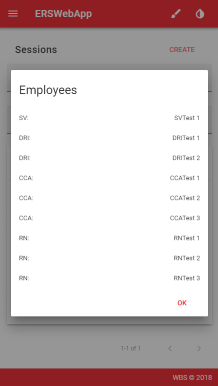 ERSWebApp
Sessions CREATE
Employees
SV: SVTest 1
DRI: DRITest 1
DRI: DRITest 2
CCA: CCATest 1
CCA: CCATest 2
CCA: CCATest 3
RN: RNTest 1
RN: RNTest 2
RN: RNTest 3
OK
1-1 of 1
WBS © 2018